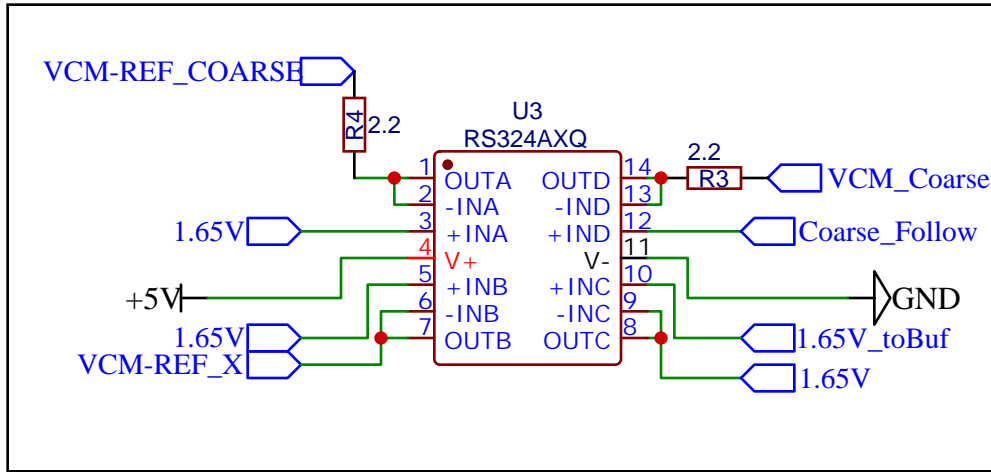 VCM-REF_COARSE
R4
2.2
U3
RS324AXQ
1
OUTA
2
-INA
1.65V
3
+INA
4
V+
+5V
5
+INB
1.65V
6
-INB
VCM-REF_X
7
OUTB
14
OUTD
2.2
R3
VCM_Coarse
13
-IND
12
+IND
Coarse_Follow
11
V-
GND
10
+INC
1.65V_toBuf
9
-INC
8
OUTC
1.65V